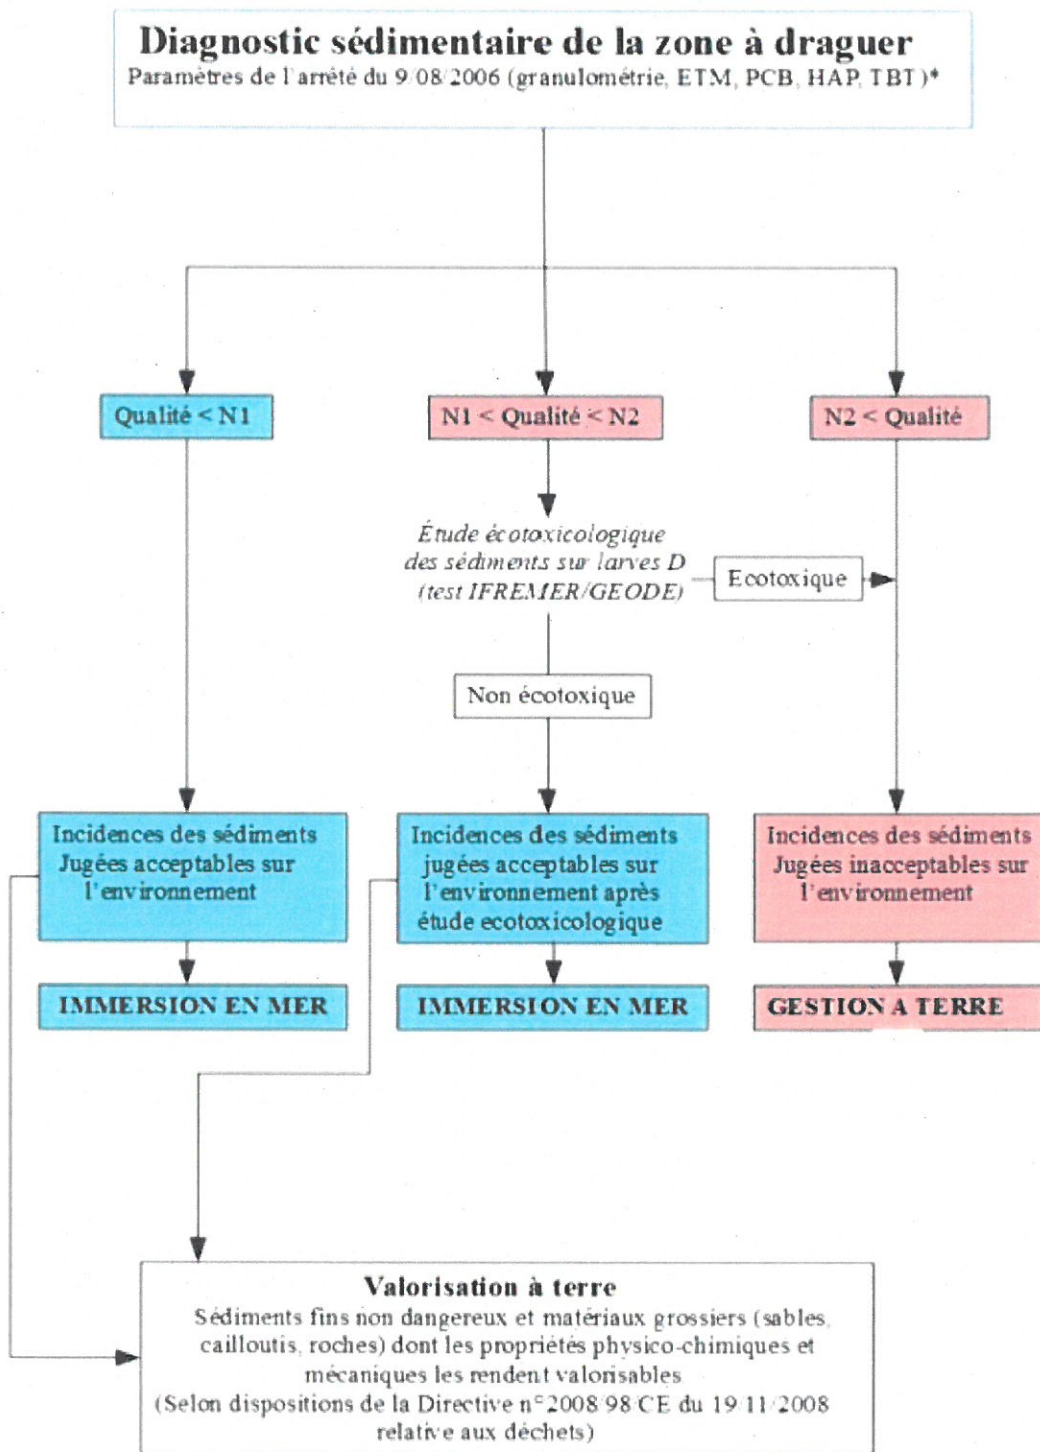 Diagnostic sédimentaire de la zone à draguer
Paramètres de l'arrêté du 9/08/2006 (granulométrie, ETM, PCB, HAP, TBT)*
Qualité < N1
N1 < Qualité < N2
N2 < Qualité
Étude écotoxicologique
des sédiments sur larves D
(test IFREMER/GEODE)
Ecotoxique
Non écotoxique
Incidences des sédiments
Jugées acceptables sur
l'environnement
Incidences des sédiments
jugées acceptables sur
l'environnement après
étude ecotoxicologique
Incidences des sédiments
Jugées inacceptables sur
l'environnement
IMMERSION EN MER
IMMERSION EN MER
GESTION A TERRE
Valorisation à terre
Sédiments fins non dangereux et matériaux grossiers (sables,
cailloutis, roches) dont les propriétés physico-chimiques et
mécaniques les rendent valorisables
(Selon dispositions de la Directive n°2008/98/CE du 19/11/2008
relative aux déchets)